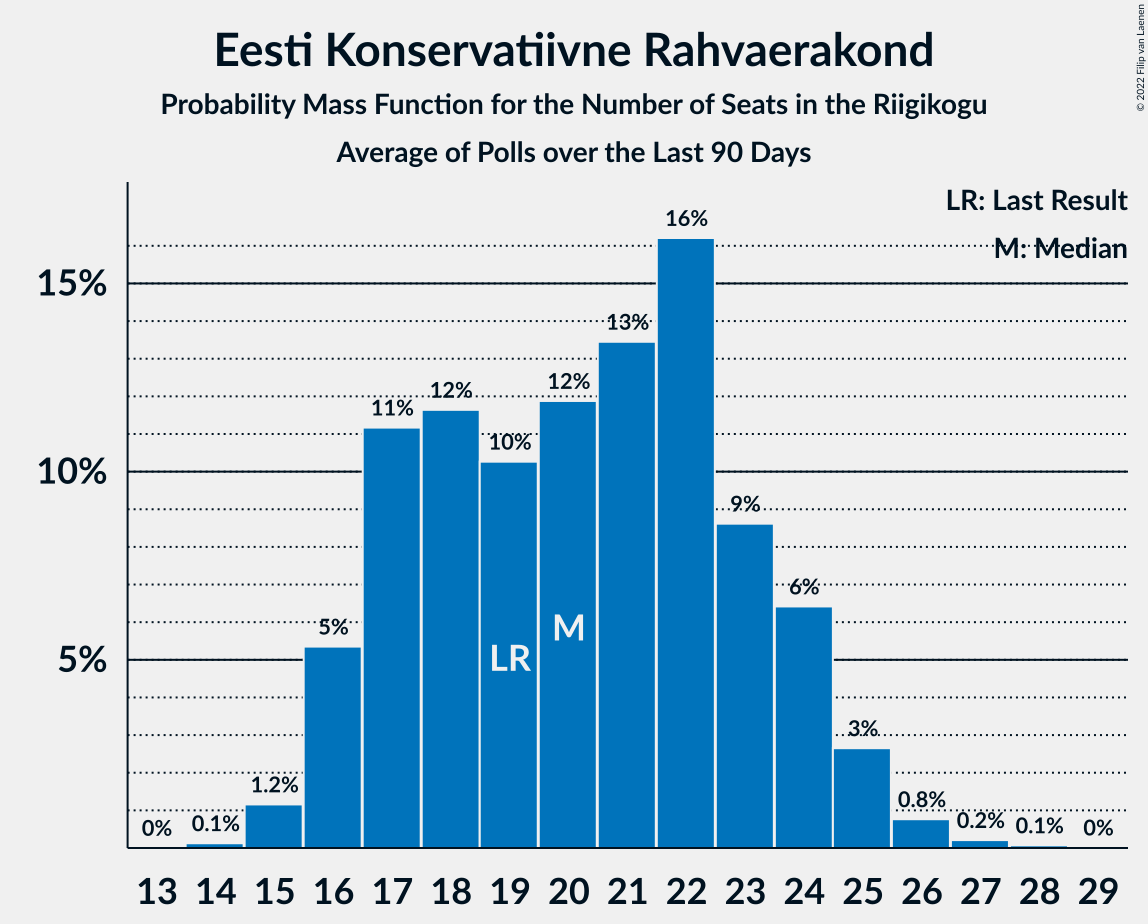 Eesti Konservatiivne Rahvaerakond
Probability Mass Function for the Number of Seats in the Riigikogu
Average of Polls over the Last 90 Days
© 2022 Filip van Laenen
LR: Last Result
M: Median
15%
10%
5%
0%
0.1%
1.2%
5%
11%
12%
10%
12%
13%
16%
9%
6%
3%
0.8%
0.2%
0.1%
0%
LR
M
13 14 15 16 17 18 19 20 21 22 23 24 25 26 27 28 29